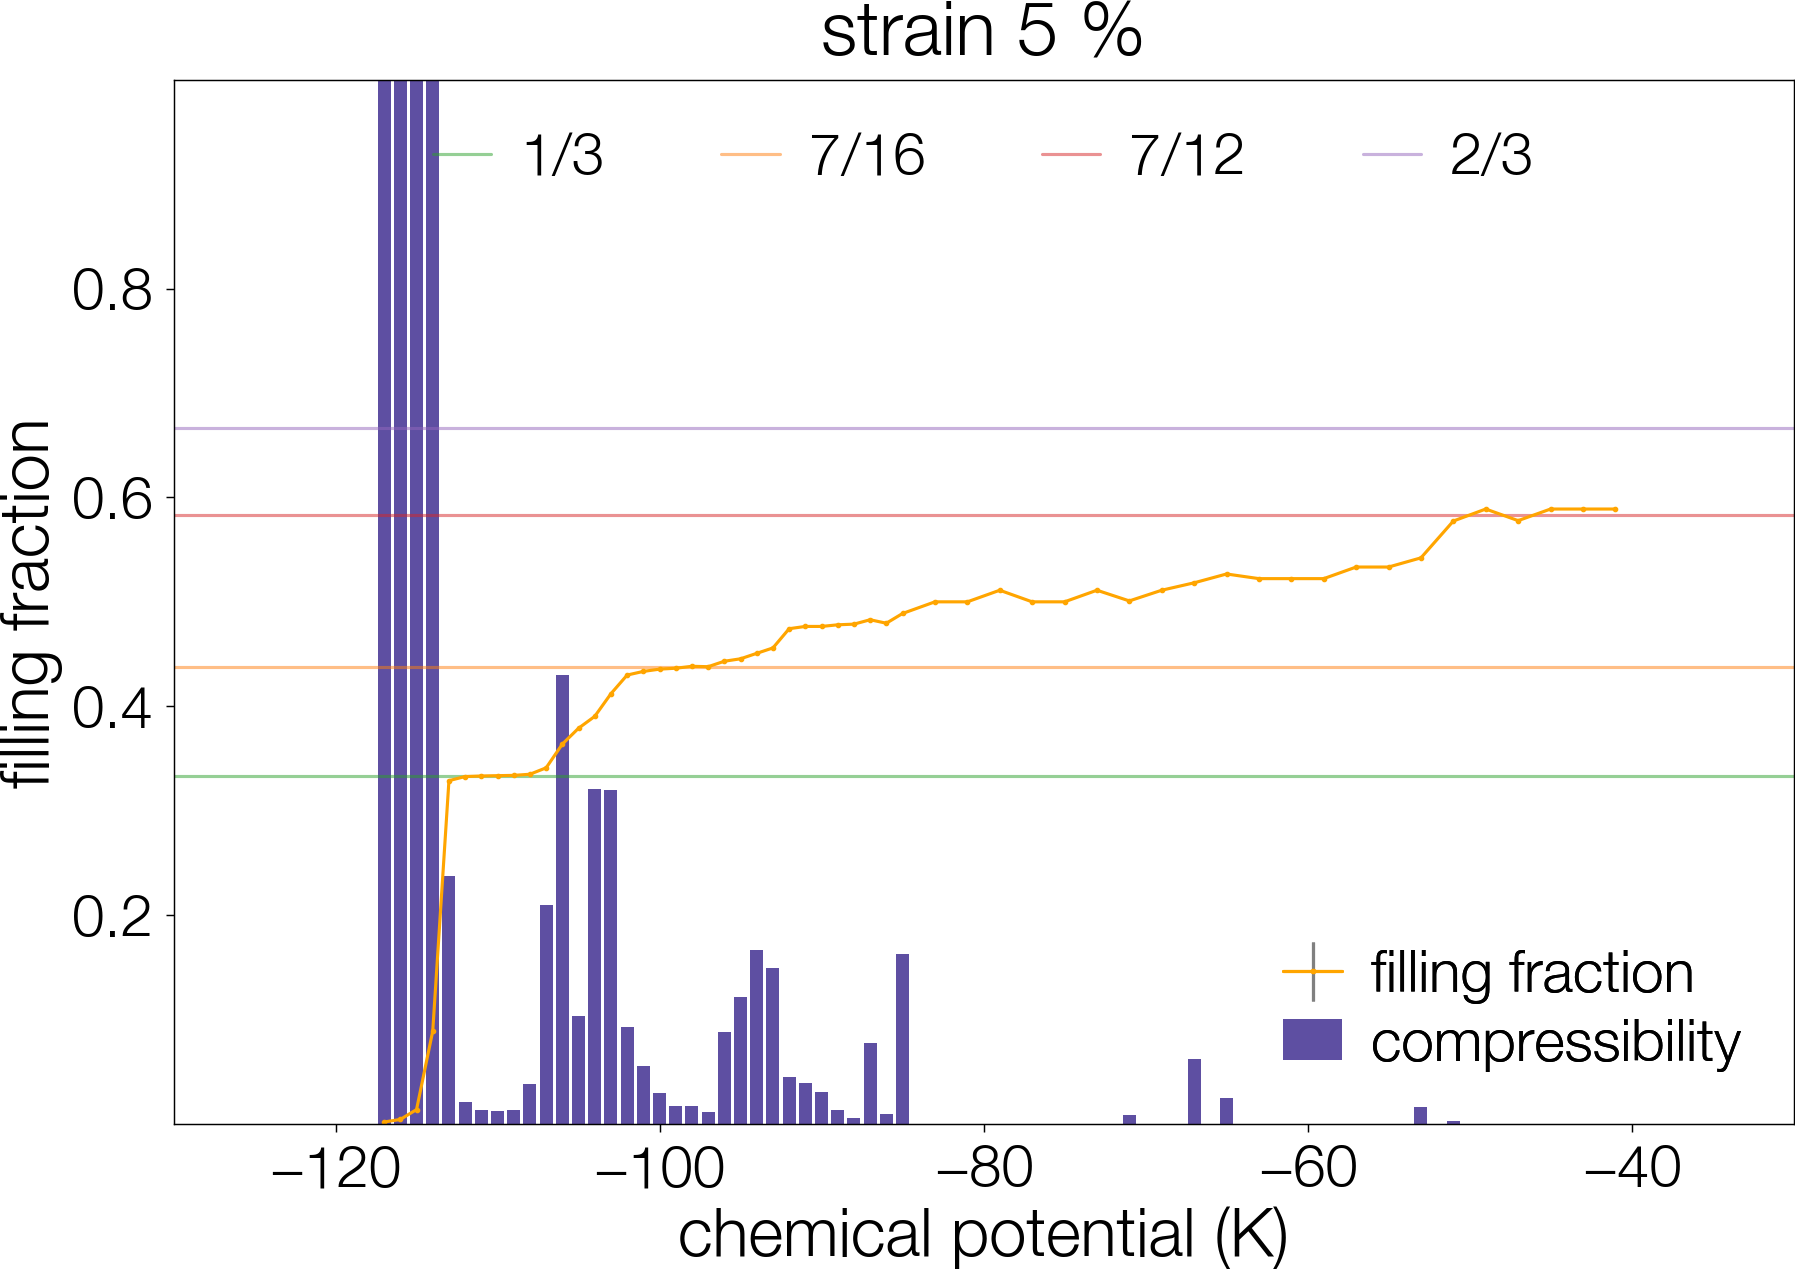 strain 5 %
1/3 7/16 7/12 2/3
0.8
0.6
0.4
0.2
filling fraction
filling fraction
compressibility
−120 −100 −80 −60 −40
chemical potential (K)